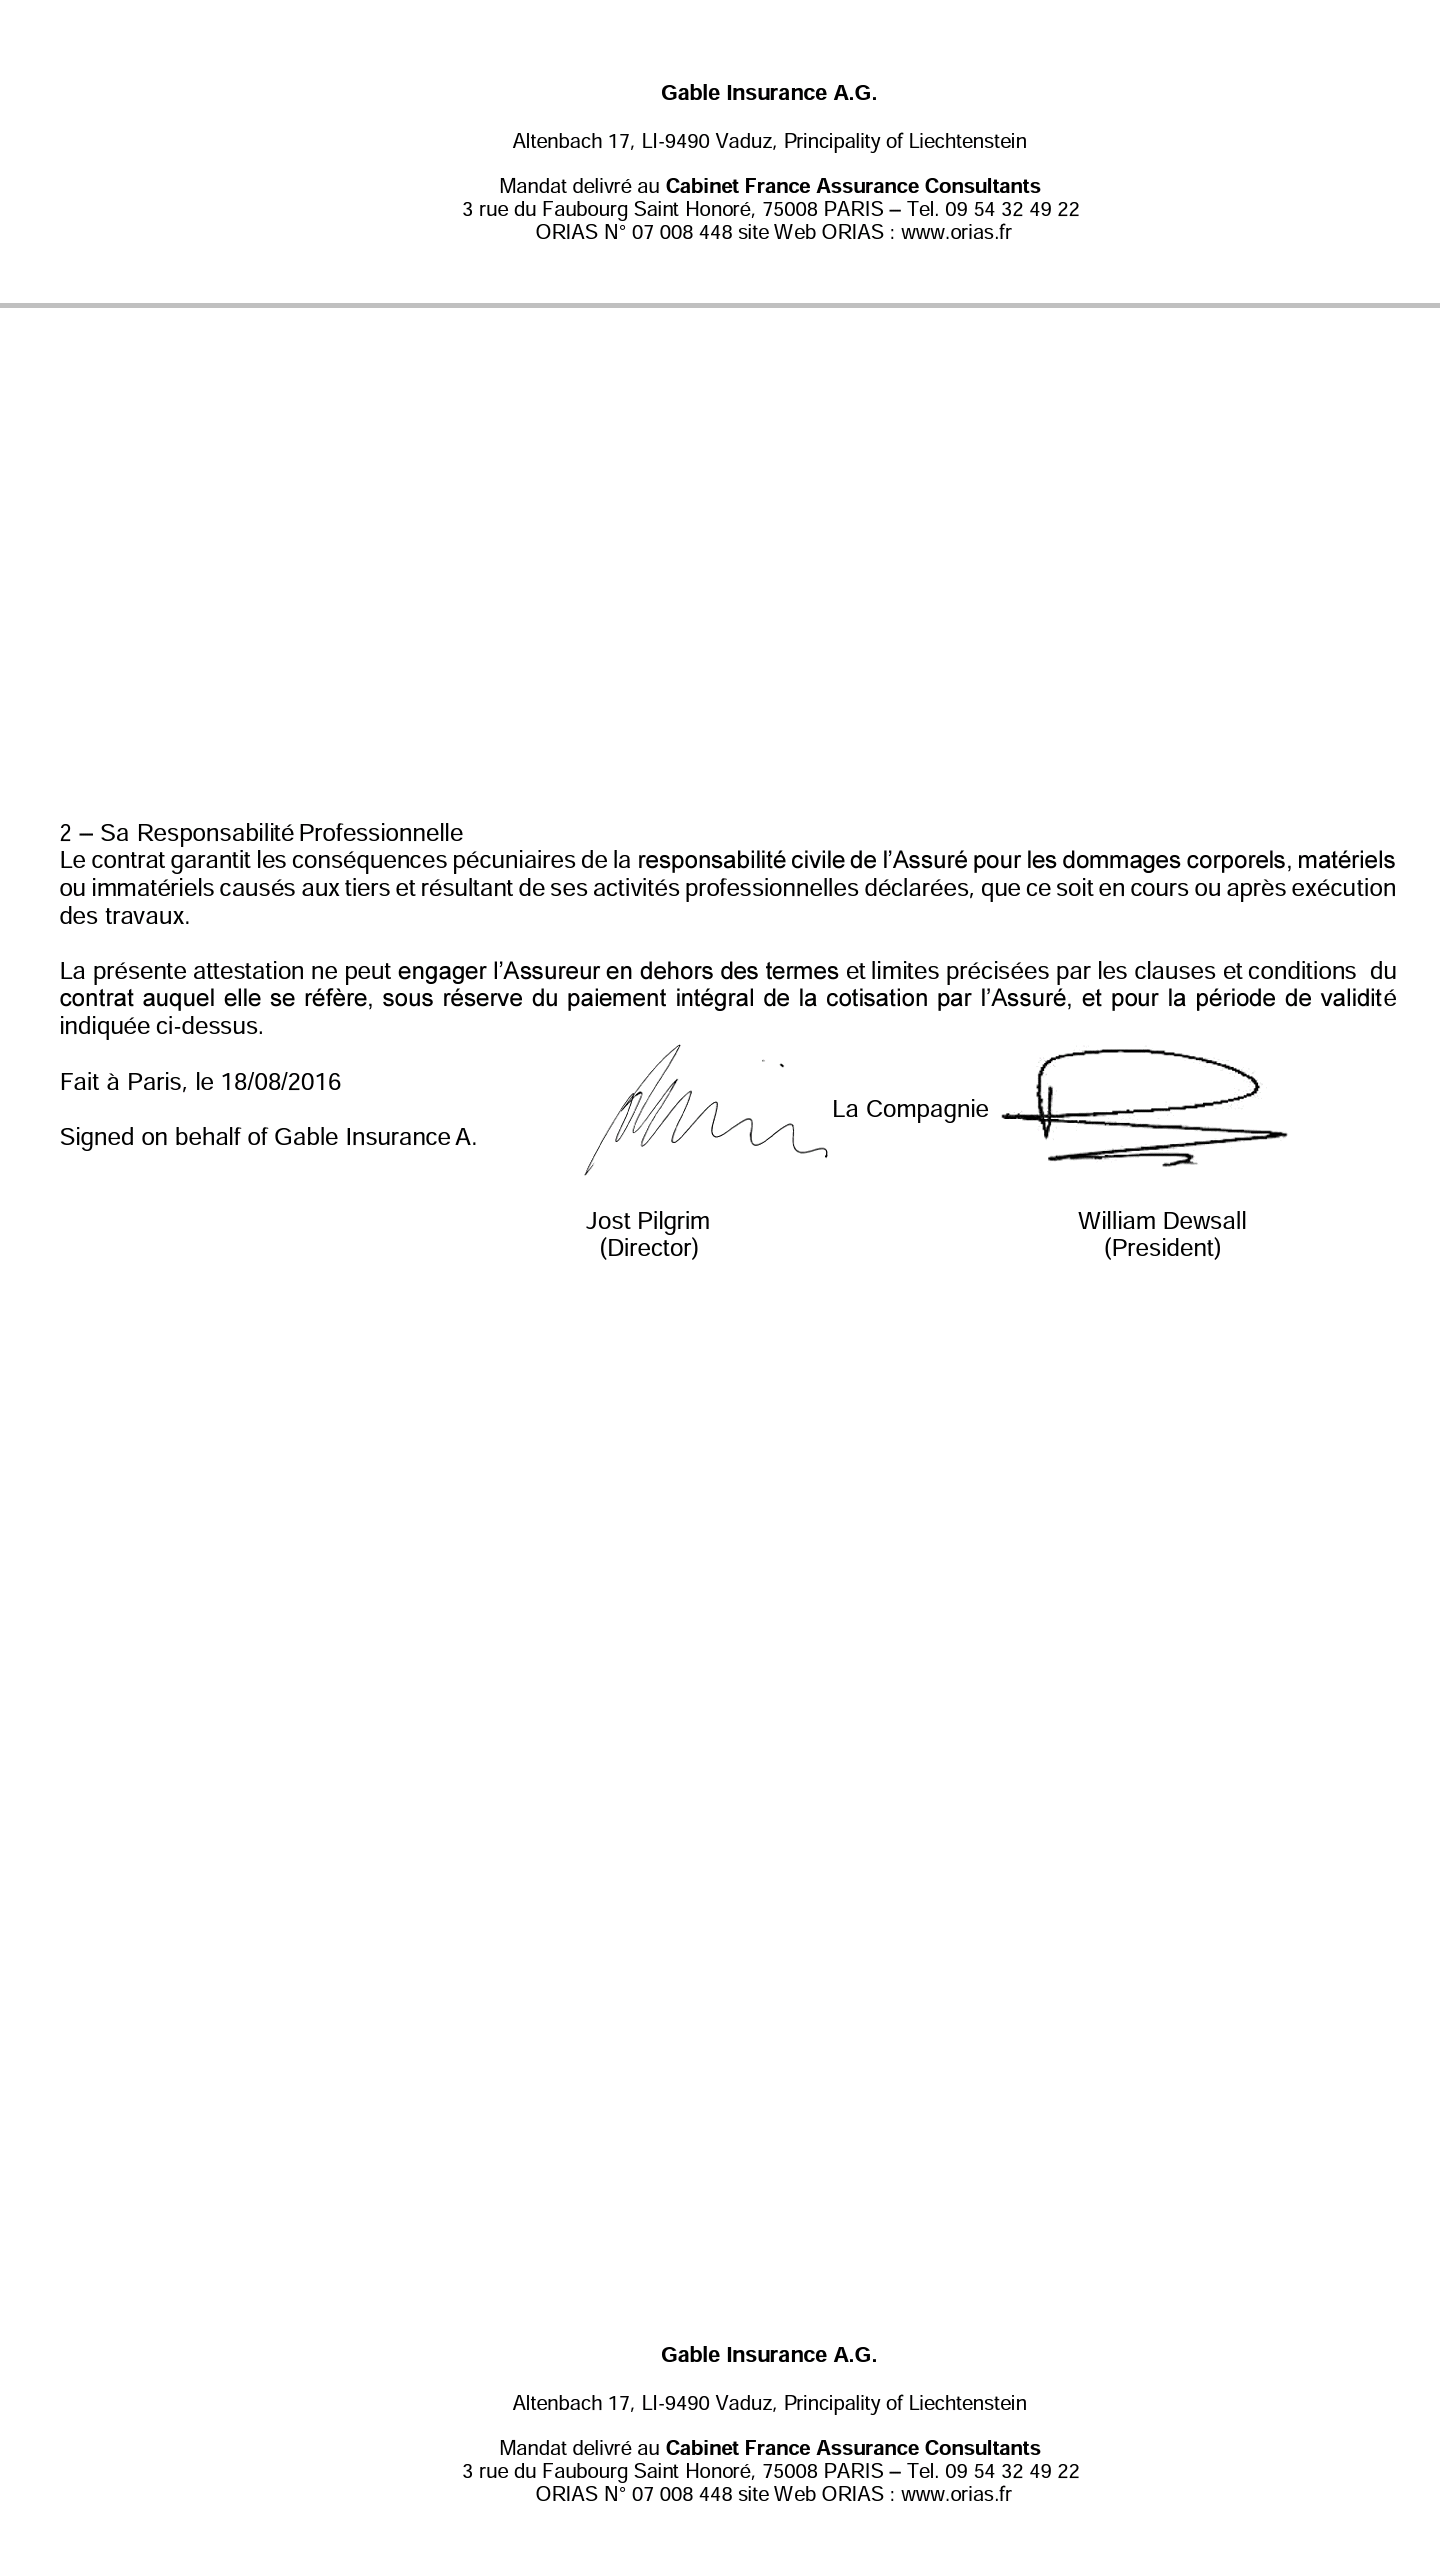 Gable Insurance A.G.
Altenbach 17, LI-9490 Vaduz, Principality of Liechtenstein
Mandat delivré au Cabinet France Assurance Consultants
3 rue du Faubourg Saint Honoré, 75008 PARIS – Tel. 09 54 32 49 22
ORIAS N° 07 008 448 site Web ORIAS : www.orias.fr
2 – Sa Responsabilité Professionnelle
Le contrat garantit les conséquences pécuniaires de la responsabilité civile de l’Assuré pour les dommages corporels, matériels
ou immatériels causés aux tiers et résultant de ses activités professionnelles déclarées, que ce soit en cours ou après exécution
des travaux.
La présente attestation ne peut engager l’Assureur en dehors des termes et limites précisées par les clauses et conditions du
contrat auquel elle se réfère, sous réserve du paiement intégral de la cotisation par l’Assuré, et pour la période de validité
indiquée ci-dessus.
Fait à Paris, le 18/08/2016
La Compagnie
Signed on behalf of Gable Insurance A.
Jost Pilgrim William Dewsall
(Director) (President)
Gable Insurance A.G.
Altenbach 17, LI-9490 Vaduz, Principality of Liechtenstein
Mandat delivré au Cabinet France Assurance Consultants
3 rue du Faubourg Saint Honoré, 75008 PARIS – Tel. 09 54 32 49 22
ORIAS N° 07 008 448 site Web ORIAS : www.orias.fr